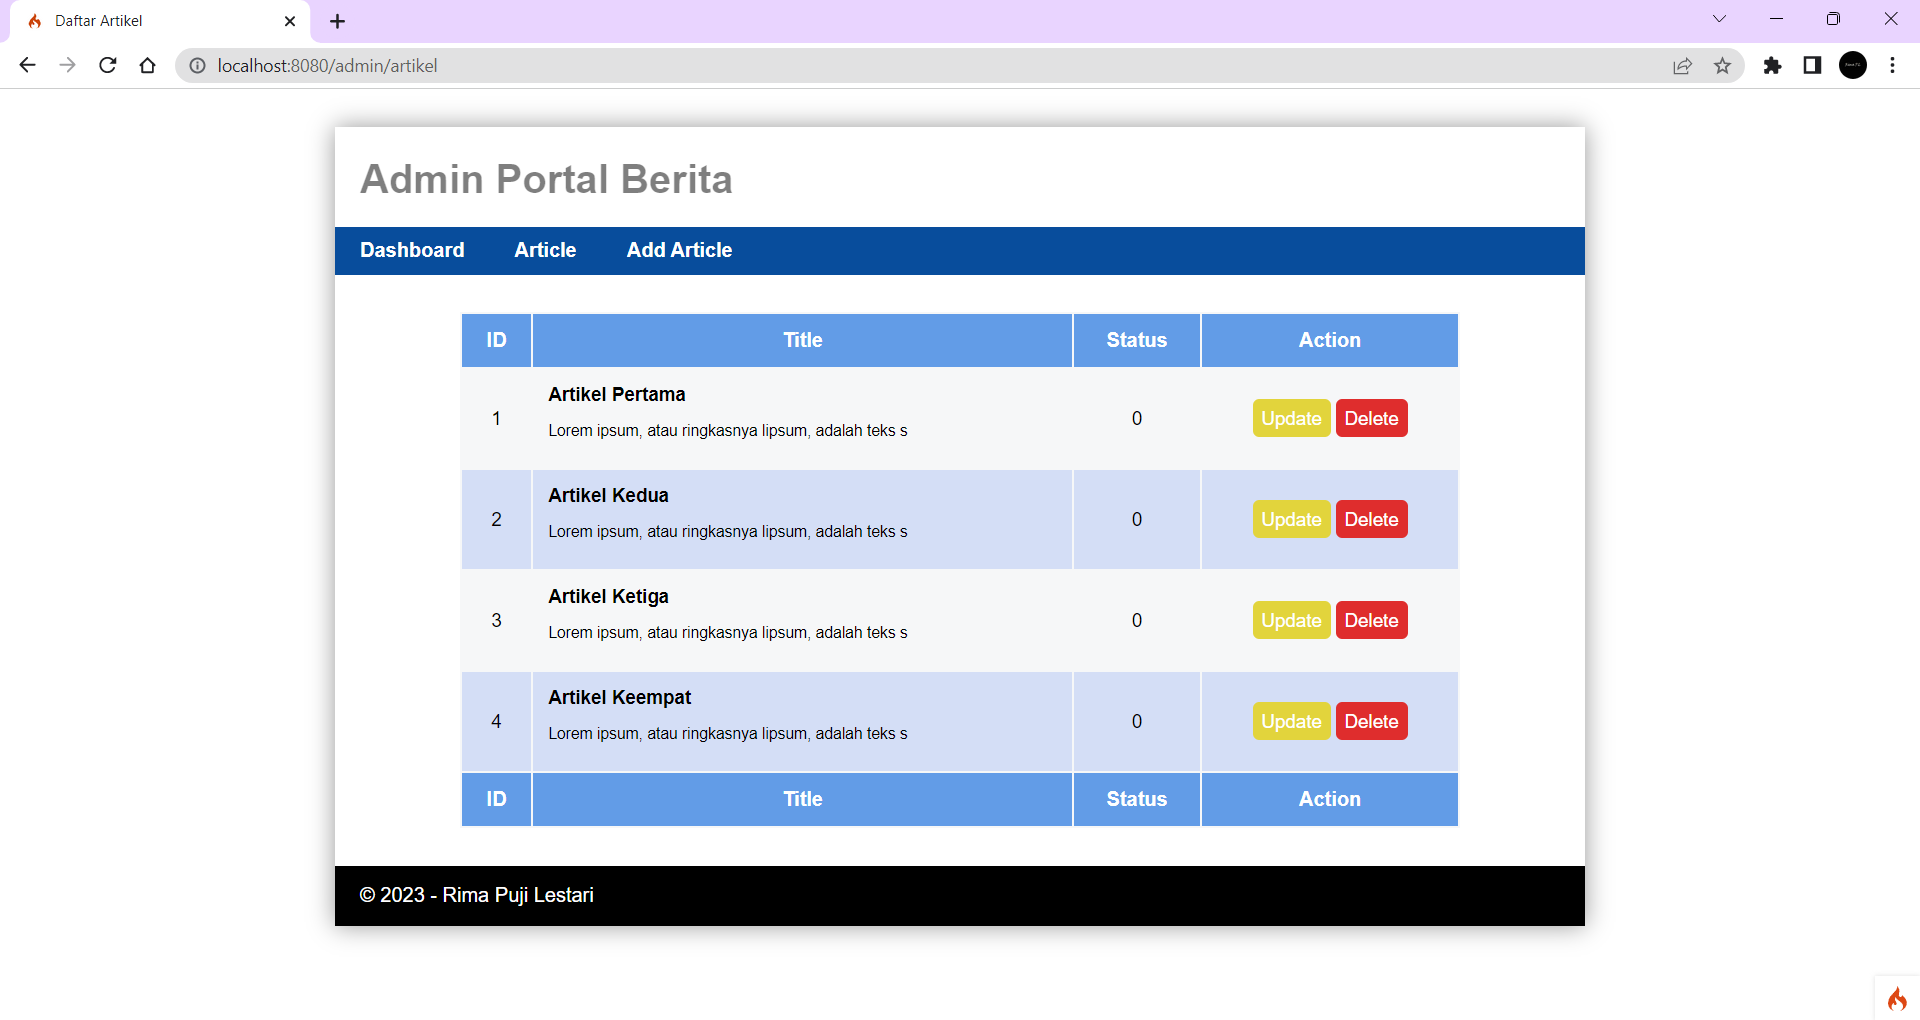 Daftar Artikel
localhost:8080/admin/artikel
Admin Portal Berita
Dashboard Article Add Article
ID Title Status Action
1 Artikel Pertama 0 Update Delete
Lorem ipsum, atau ringkasnya lipsum, adalah teks s
2 Artikel Kedua 0 Update Delete
Lorem ipsum, atau ringkasnya lipsum, adalah teks s
3 Artikel Ketiga 0 Update Delete
Lorem ipsum, atau ringkasnya lipsum, adalah teks s
4 Artikel Keempat 0 Update Delete
Lorem ipsum, atau ringkasnya lipsum, adalah teks s
ID Title Status Action
© 2023 - Rima Puji Lestari